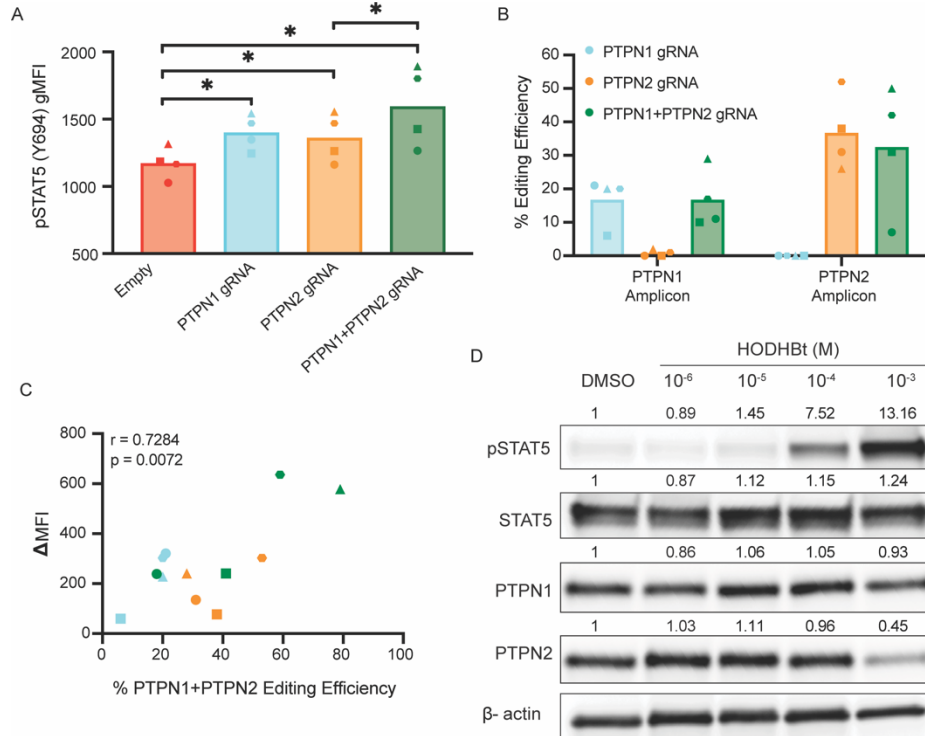 A
pSTAT5 (Y694) gMFI
2000
1500
1000
500
* * * *
Empty
PTPN1 gRNA
PTPN2 gRNA
PTPN1+PTPN2 gRNA
B
% Editing Efficiency
60
50
40
30
20
10
0
PTPN1 gRNA
PTPN2 gRNA
PTPN1+PTPN2 gRNA
PTPN1 PTPN2
Amplicon Amplicon
C
r = 0.7284
p = 0.0072
ΔMFI
800
600
400
200
0
0 20 40 60 80 100
% PTPN1+PTPN2 Editing Efficiency
D
HODHBt (M)
DMSO 10⁻⁶ 10⁻⁵ 10⁻⁴ 10⁻³
1 0.89 1.45 7.52 13.16
pSTAT5
1 0.87 1.12 1.15 1.24
STAT5
1 0.86 1.06 1.05 0.93
PTPN1
1 1.03 1.11 0.96 0.45
PTPN2
β- actin